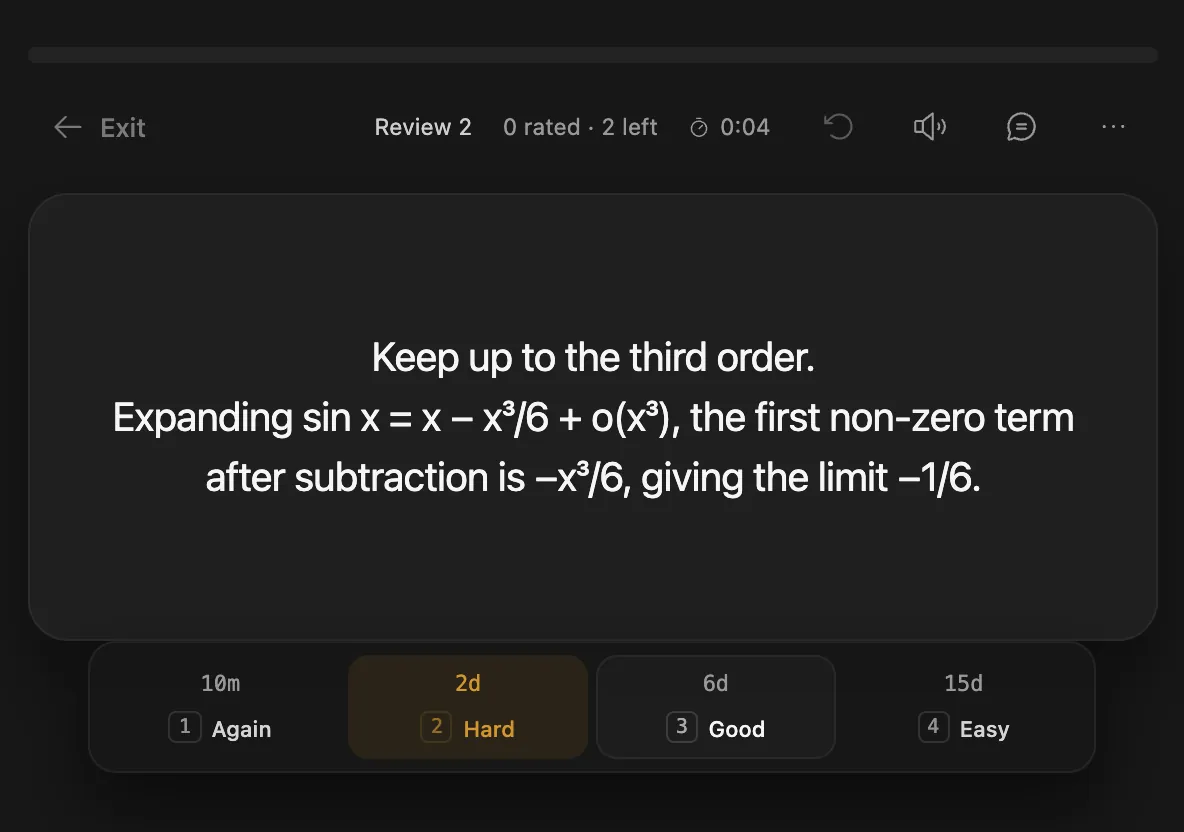 Exit
Review 2
0 rated · 2 left
0:04
Keep up to the third order.
Expanding sin x = x − x³/6 + o(x³), the first non-zero term
after subtraction is −x³/6, giving the limit −1/6.
10m
1 Again
2d
2 Hard
6d
3 Good
15d
4 Easy